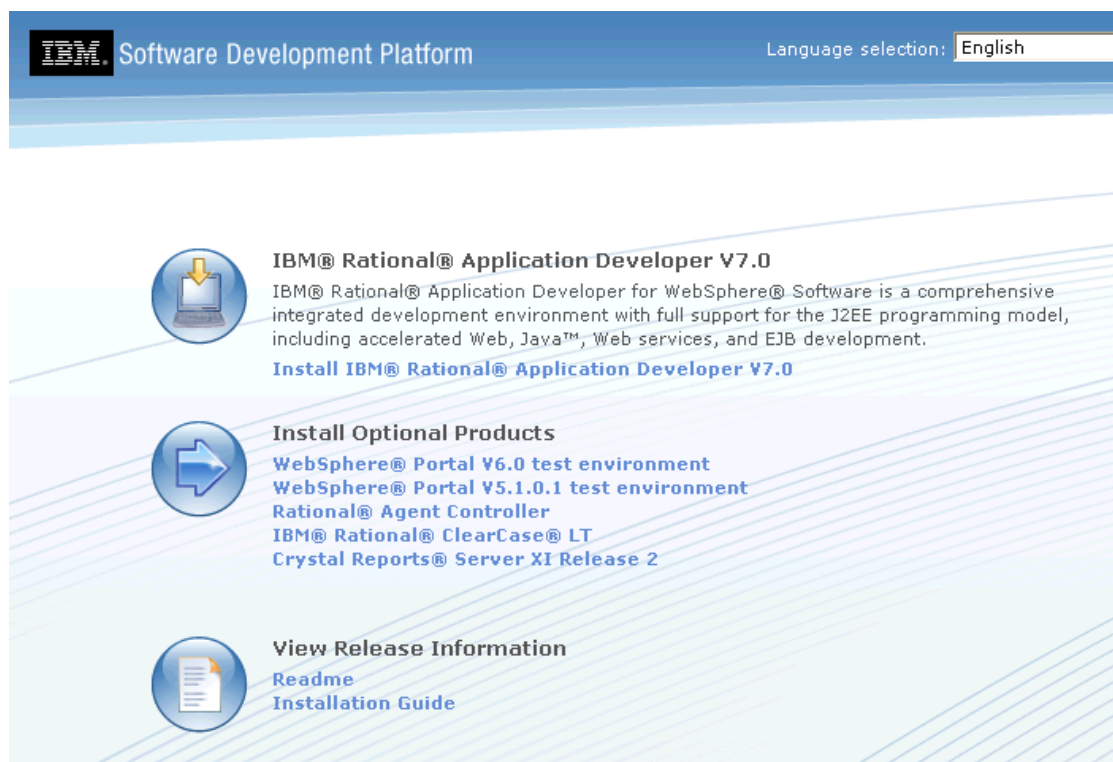 IBM. Software Development Platform
Language selection: English
IBM® Rational® Application Developer V7.0
IBM® Rational® Application Developer for WebSphere® Software is a comprehensive
integrated development environment with full support for the J2EE programming model,
including accelerated Web, Java™, Web services, and EJB development.
Install IBM® Rational® Application Developer V7.0
Install Optional Products
WebSphere® Portal V6.0 test environment
WebSphere® Portal V5.1.0.1 test environment
Rational® Agent Controller
IBM® Rational® ClearCase® LT
Crystal Reports® Server XI Release 2
View Release Information
Readme
Installation Guide